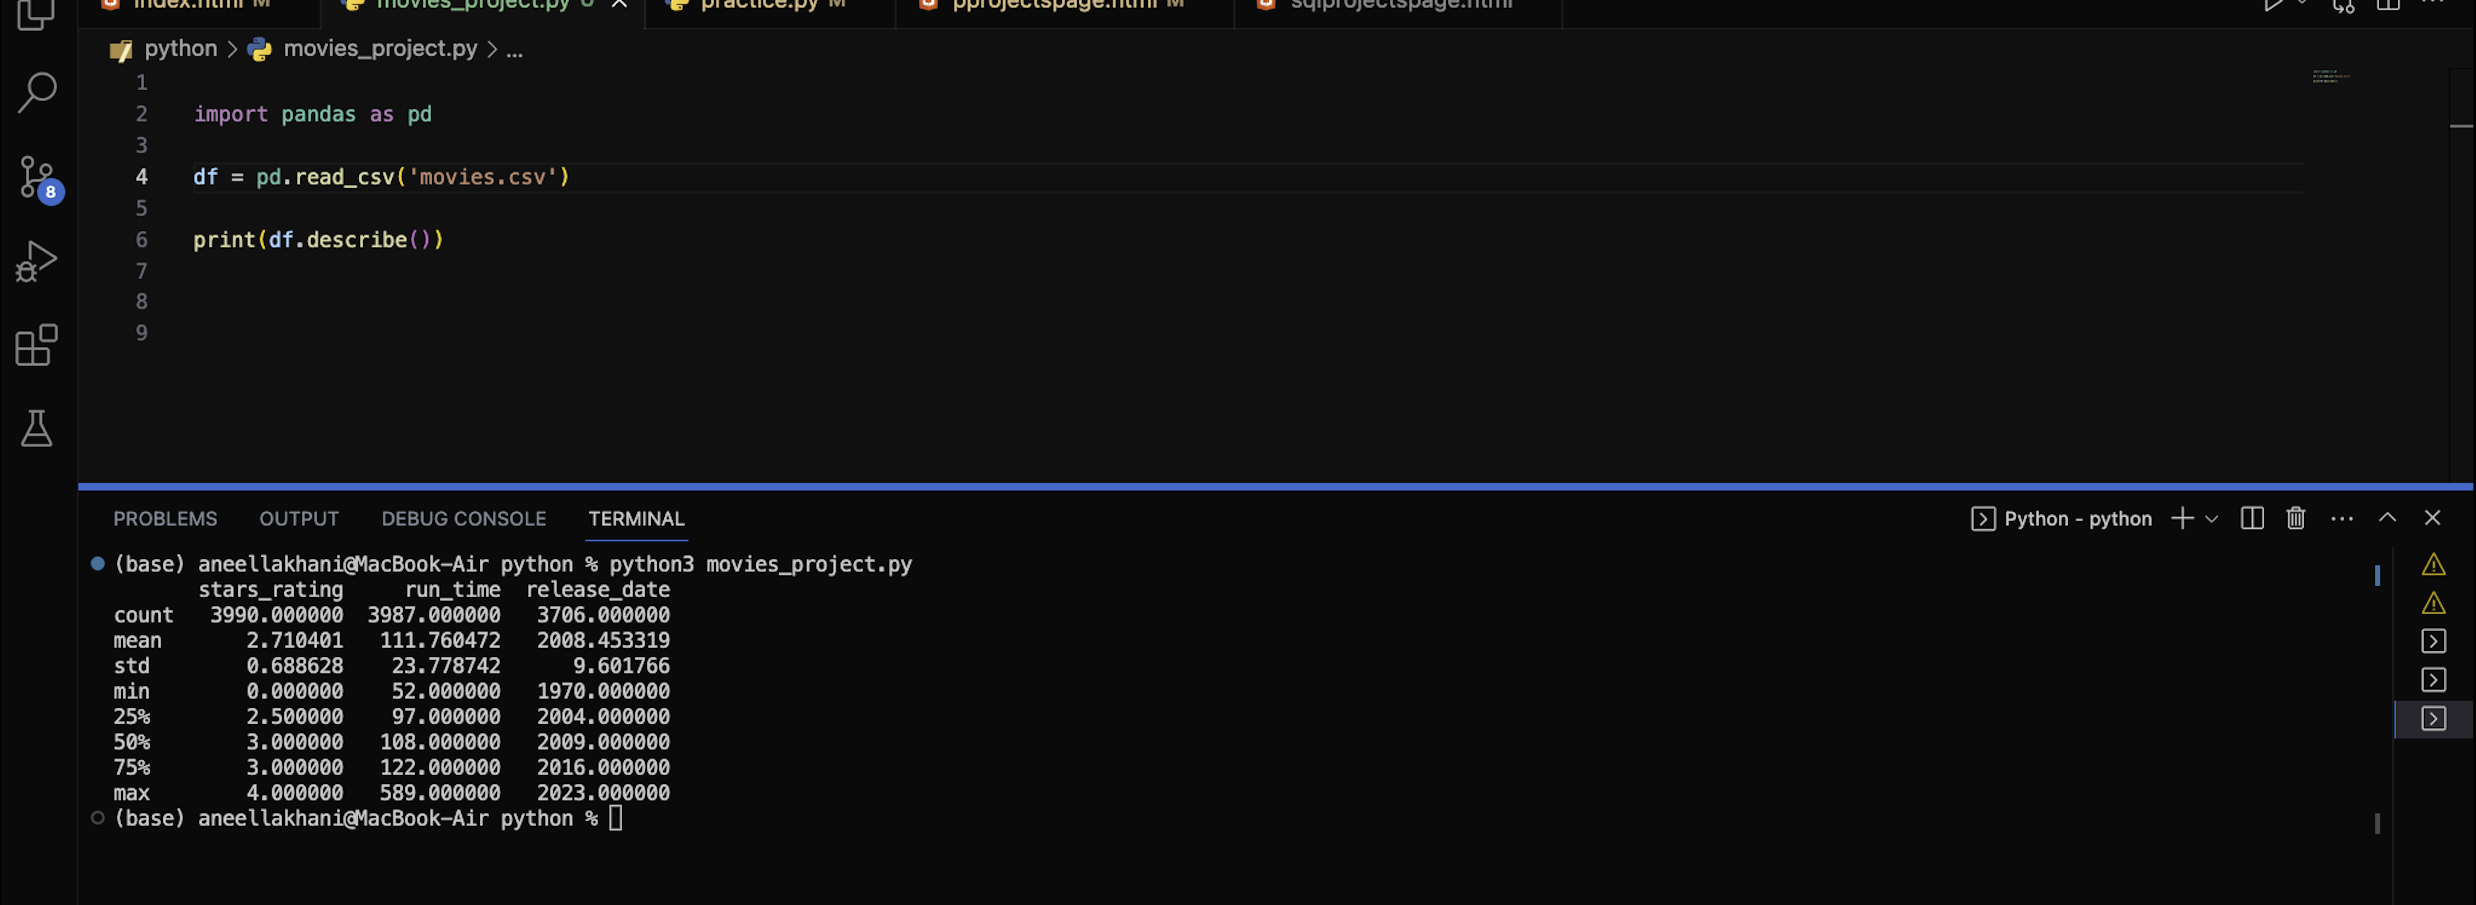 index.html M movies_project.py U practice.py M pprojectspage.html M sqlprojectspage.html
python > movies_project.py > ...
1
2 import pandas as pd
3
4 df = pd.read_csv('movies.csv')
5
6 print(df.describe())
7
8
9
8
PROBLEMS OUTPUT DEBUG CONSOLE TERMINAL Python - python
(base) aneellakhani@MacBook-Air python % python3 movies_project.py
stars_rating run_time release_date
count 3990.000000 3987.000000 3706.000000
mean 2.710401 111.760472 2008.453319
std 0.688628 23.778742 9.601766
min 0.000000 52.000000 1970.000000
25% 2.500000 97.000000 2004.000000
50% 3.000000 108.000000 2009.000000
75% 3.000000 122.000000 2016.000000
max 4.000000 589.000000 2023.000000
(base) aneellakhani@MacBook-Air python %